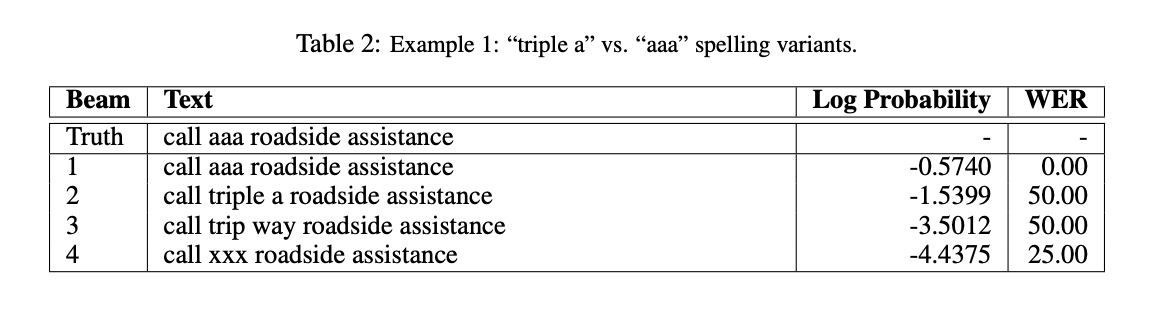 Table 2: Example 1: “triple a” vs. “aaa” spelling variants.
Beam Text Log Probability WER
Truth call aaa roadside assistance - -
1 call aaa roadside assistance -0.5740 0.00
2 call triple a roadside assistance -1.5399 50.00
3 call trip way roadside assistance -3.5012 50.00
4 call xxx roadside assistance -4.4375 25.00